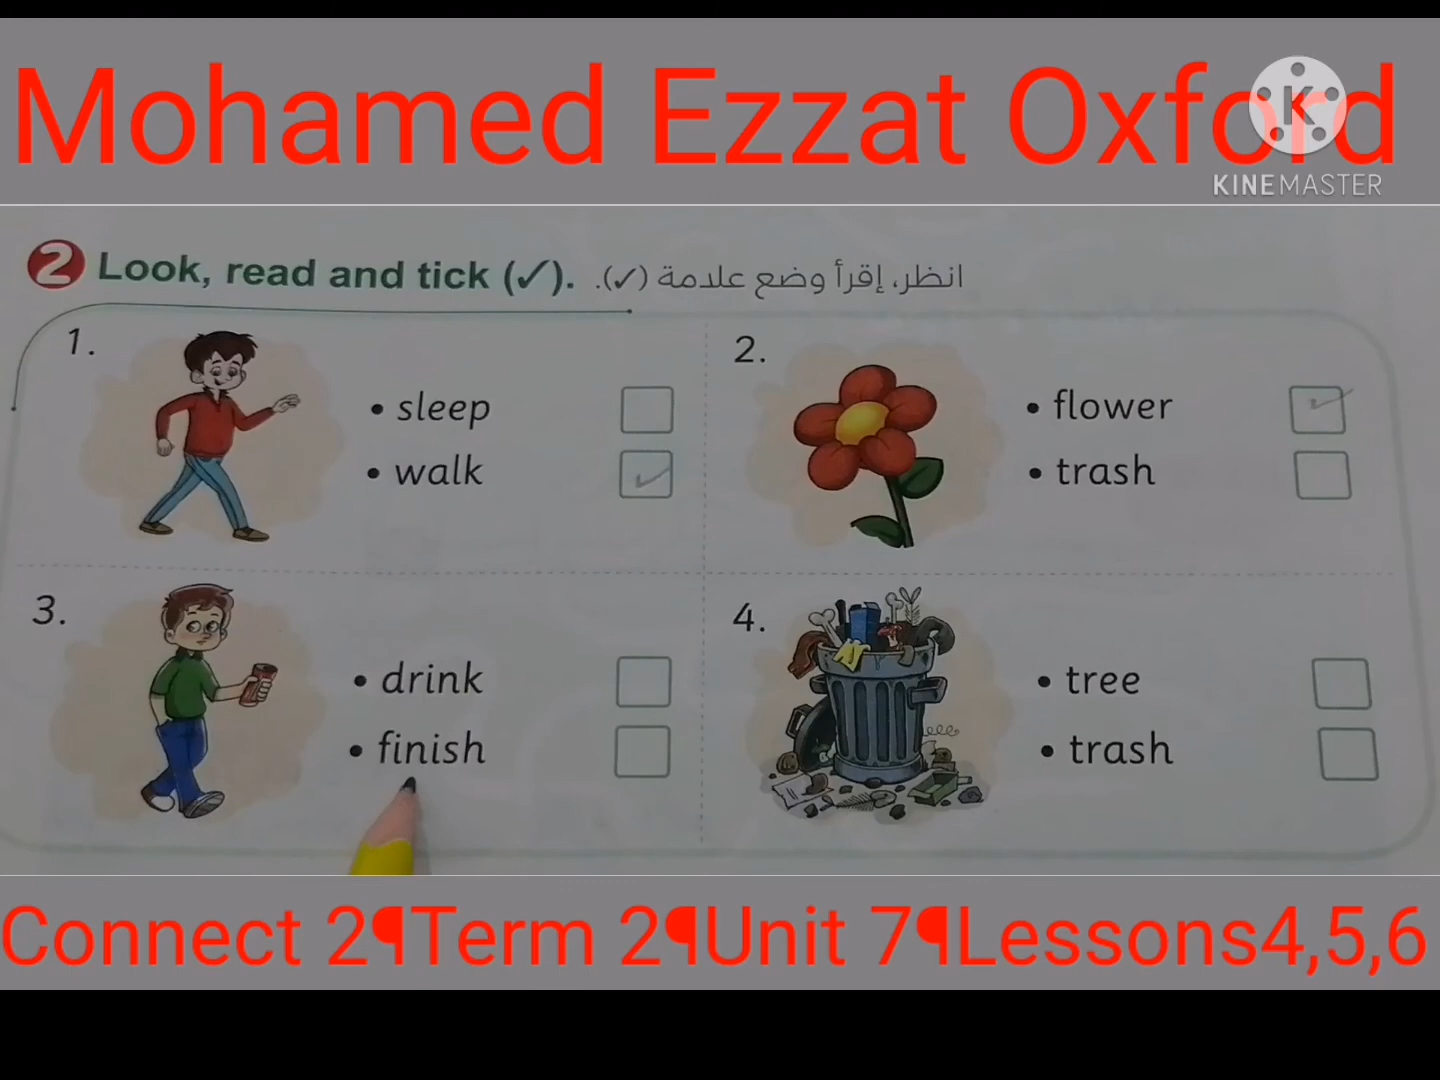 Mohamed Ezzat Oxford
K
KINEMASTER
2 Look, read and tick (✓). انظر، إقرأ وضع علامة (✓).
1.
• sleep
• walk ✓
2.
• flower ✓
• trash
3.
• drink
• finish
4.
• tree
• trash
Connect 2¶Term 2¶Unit 7¶Lessons4,5,6